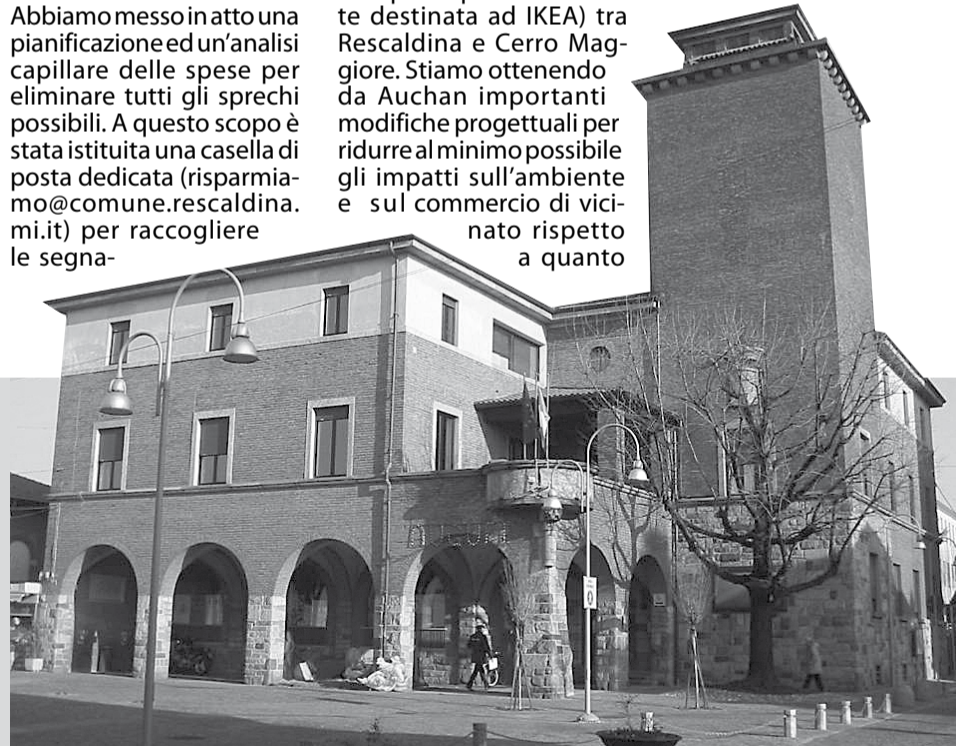 Abbiamo messo in atto una
pianificazione ed un'analisi
capillare delle spese per
eliminare tutti gli sprechi
possibili. A questo scopo è
stata istituita una casella di
posta dedicata (risparmia-
mo@comune.rescaldina.
mi.it) per raccogliere
le segna-
te destinata ad IKEA) tra
Rescaldina e Cerro Mag-
giore. Stiamo ottenendo
da Auchan importanti
modifiche progettuali per
ridurre al minimo possibile
gli impatti sull'ambiente
e sul commercio di vici-
nato rispetto
a quanto